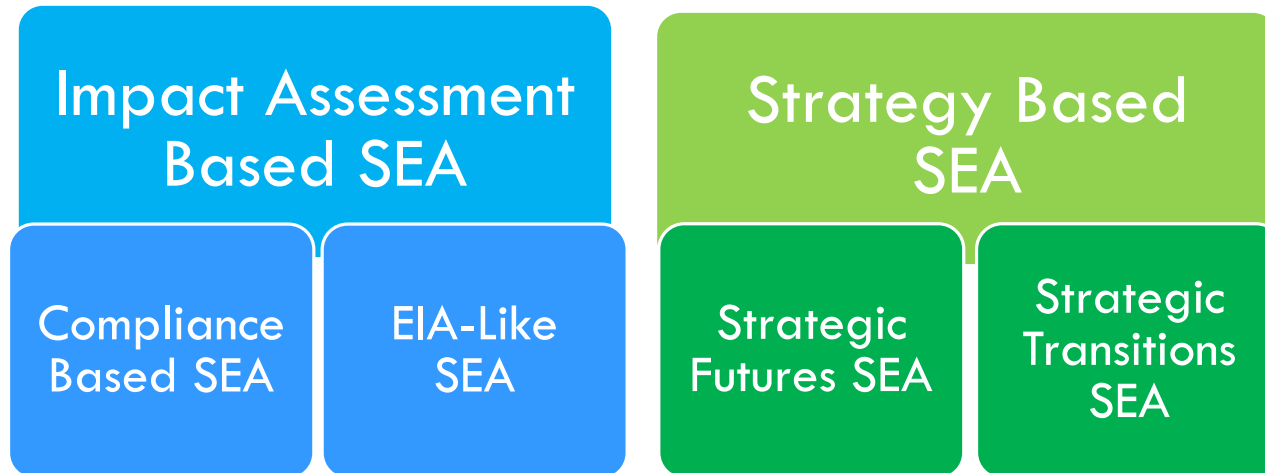 Impact Assessment
Based SEA
Strategy Based
SEA
Compliance
Based SEA
EIA-Like
SEA
Strategic
Futures SEA
Strategic
Transitions
SEA